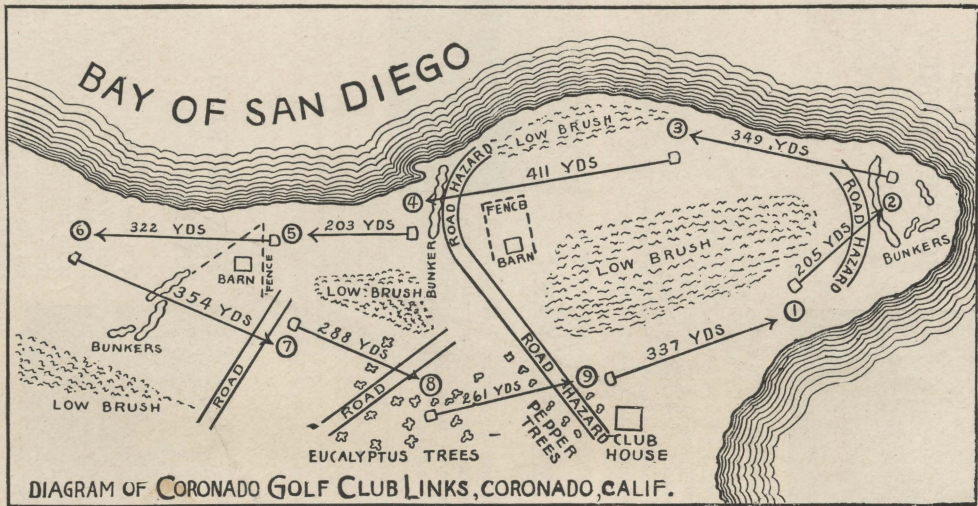 BAY OF SAN DIEGO
LOW BRUSH
3
349 YDS
411 YDS
ROAD HAZARD
4
BUNKER
FENCE
BARN
LOW BRUSH
ROAD HAZARD
2
BUNKERS
205 YDS
1
6
322 YDS
5
203 YDS
BARN
FENCE
354 YDS
BUNKERS
LOW BRUSH
7
288 YDS
ROAD
LOW BRUSH
8
ROAD
261 YDS
9
337 YDS
ROAD HAZARD
PEPPER
TREES
CLUB
HOUSE
EUCALYPTUS TREES
DIAGRAM OF CORONADO GOLF CLUB LINKS, CORONADO, CALIF.